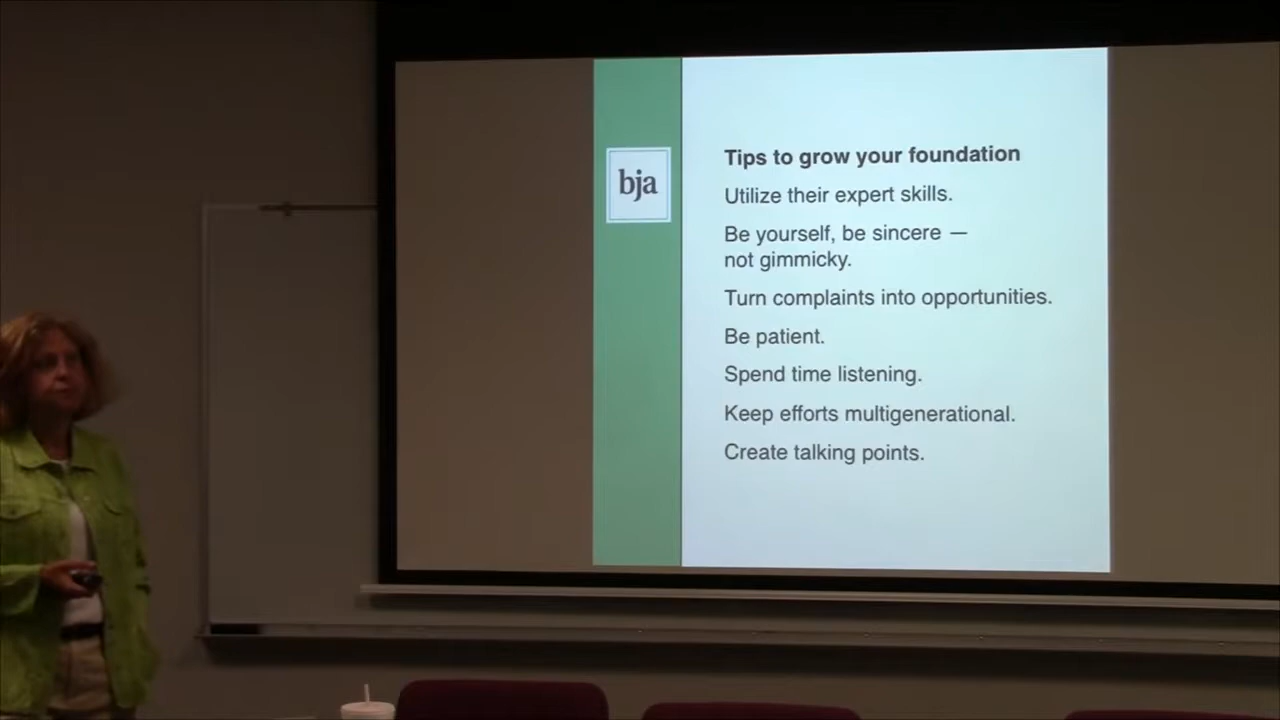 bja
Tips to grow your foundation
Utilize their expert skills.
Be yourself, be sincere —
not gimmicky.
Turn complaints into opportunities.
Be patient.
Spend time listening.
Keep efforts multigenerational.
Create talking points.